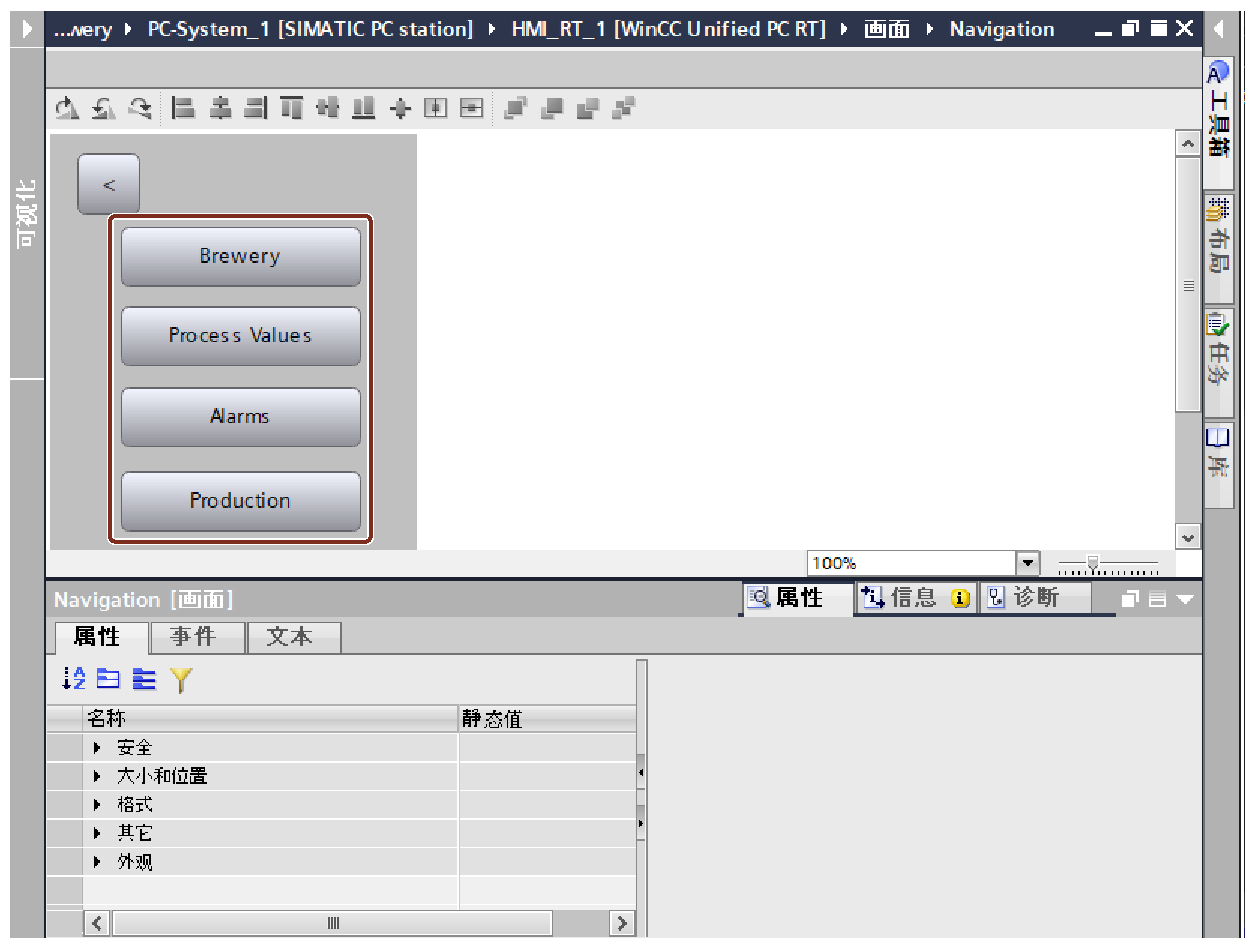 ...wery ▸ PC-System_1 [SIMATIC PC station] ▸ HMI_RT_1 [WinCC Unified PC RT] ▸ 画面 ▸ Navigation
可视化
<
Brewery
Process Values
Alarms
Production
100%
工具箱
布局
任务
库
Navigation [画面]
属性
信息
诊断
属性
事件
文本
名称
静态值
安全
大小和位置
格式
其它
外观